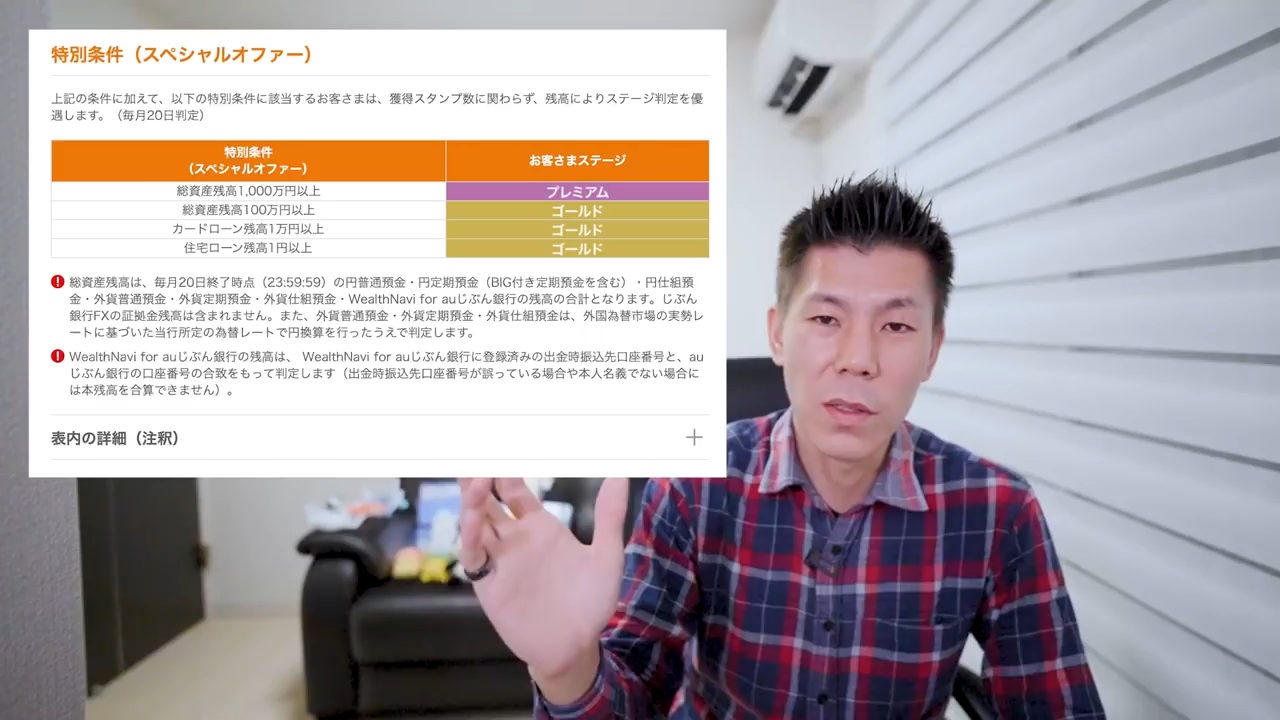 特別条件（スペシャルオファー）
上記の条件に加えて、以下の特別条件に該当するお客さまは、獲得スタンプ数に関わらず、残高によりステージ判定を優
遇します。（毎月20日判定）
特別条件
（スペシャルオファー）
お客さまステージ
総資産残高1,000万円以上
プレミアム
総資産残高100万円以上
ゴールド
カードローン残高1万円以上
ゴールド
住宅ローン残高1円以上
ゴールド
総資産残高は、毎月20日終了時点（23:59:59）の円普通預金・円定期預金（BIG付き定期預金を含む）・円仕組預
金・外貨普通預金・外貨定期預金・外貨仕組預金・WealthNavi for auじぶん銀行の残高の合計となります。じぶん
銀行FXの証拠金残高は含まれません。また、外貨普通預金・外貨定期預金・外貨仕組預金は、外国為替市場の実勢レ
ートに基づいた当行所定の為替レートで円換算を行ったうえで判定します。
WealthNavi for auじぶん銀行の残高は、 WealthNavi for auじぶん銀行に登録済みの出金時振込先口座番号と、au
じぶん銀行の口座番号の合致をもって判定します（出金時振込先口座番号が誤っている場合や本人名義でない場合に
は本残高を合算できません）。
表内の詳細（注釈）